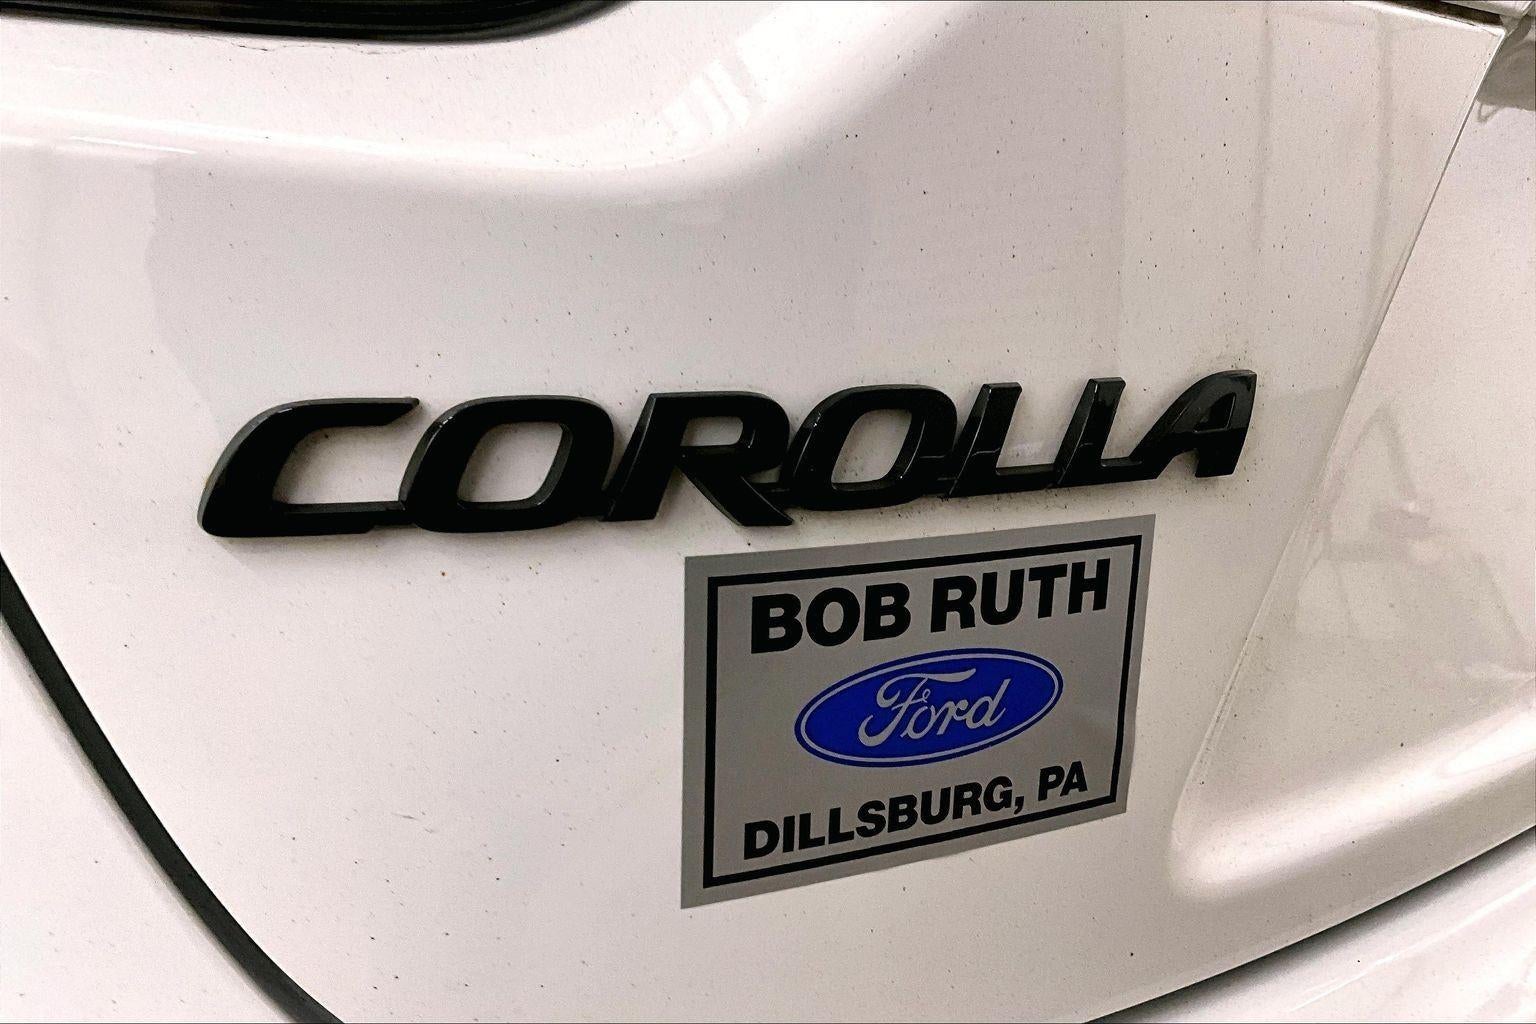 COROLLA
BOB RUTH
Ford
DILLSBURG, PA